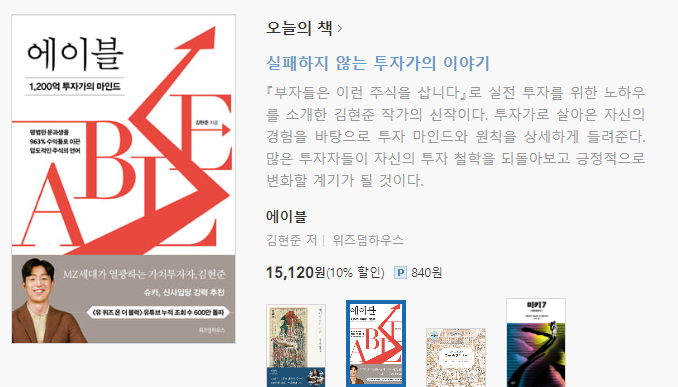 에이블
1,200억 투자가의 마인드
김현준 지음
평범한 문과생을
963% 수익률로 이끈
압도적인 주식의 언어
ABLE
MZ세대가 열광하는 가치투자자, 김현준
슈카, 신사임당 강력 추천
〈유 퀴즈 온 더 블럭〉 유튜브 누적 조회 수 600만 돌파
위즈덤하우스
오늘의 책 >
실패하지 않는 투자가의 이야기
『부자들은 이런 주식을 삽니다』로 실전 투자를 위한 노하우
를 소개한 김현준 작가의 신작이다. 투자가로 살아온 자신의
경험을 바탕으로 투자 마인드와 원칙을 상세하게 들려준다.
많은 투자자들이 자신의 투자 철학을 되돌아보고 긍정적으로
변화할 계기가 될 것이다.
에이블
김현준 저 | 위즈덤하우스
15,120원(10% 할인) P 840원
에이블
ABLE
미키7